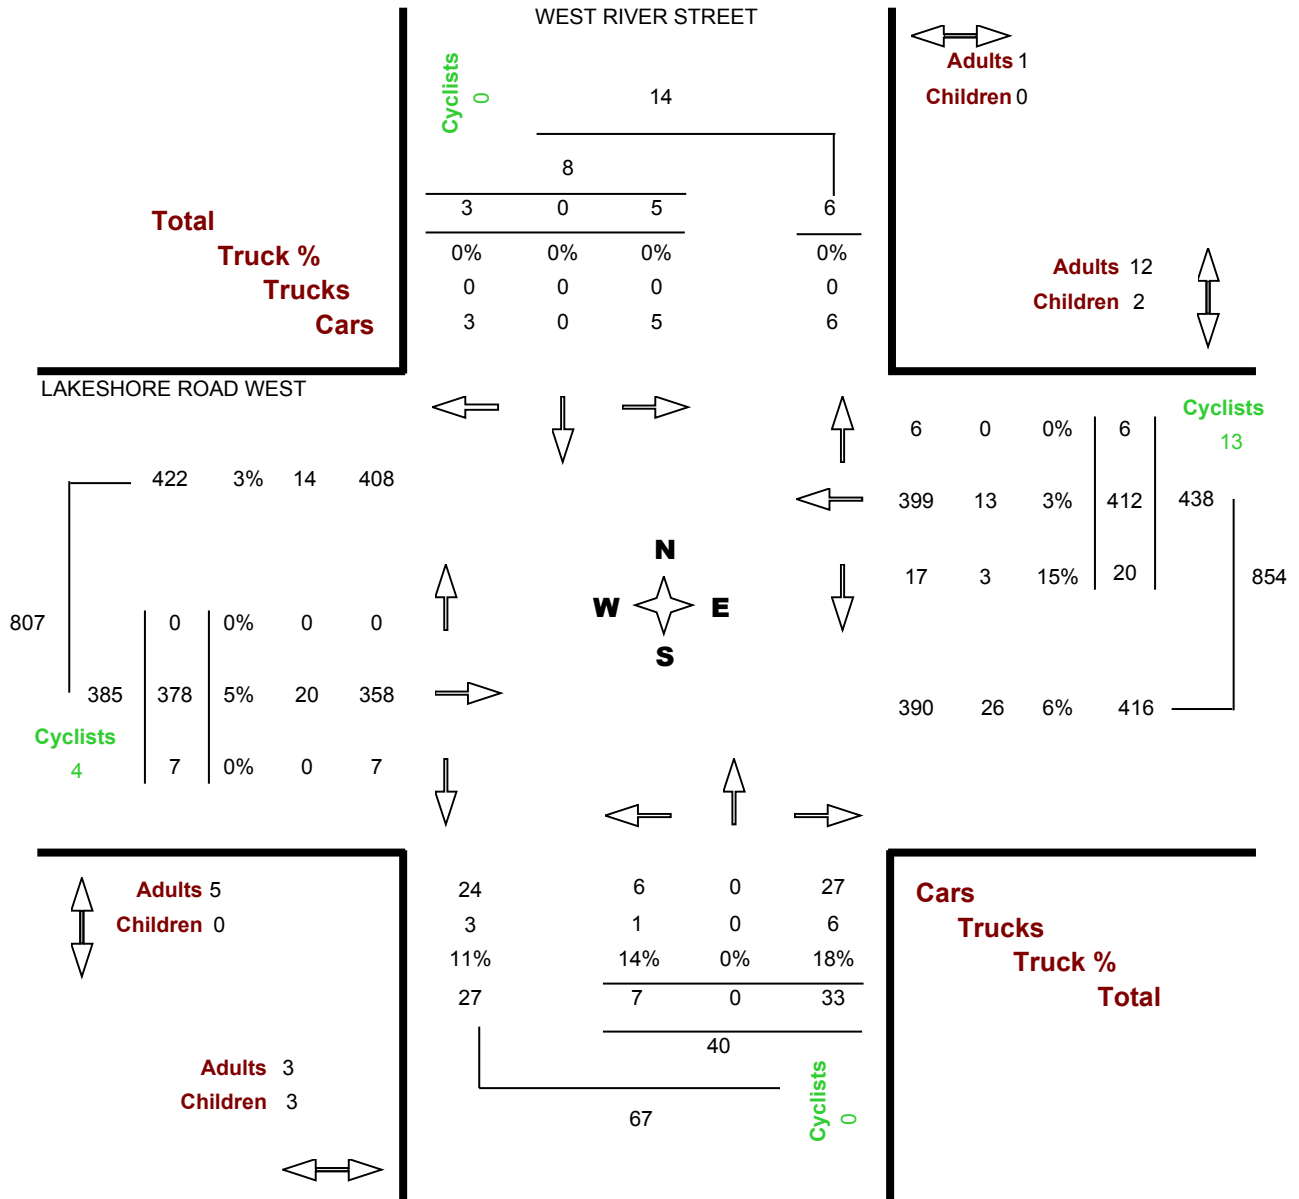 WEST RIVER STREET
Cyclists
0
14
Adults 1
Children 0
8
Total
3 0 5 6
Truck %
0% 0% 0% 0%
Trucks
0 0 0 0
Cars
3 0 5 6
Adults 12
Children 2
LAKESHORE ROAD WEST
Cyclists
13
6 0 0% 6
422 3% 14 408
399 13 3% 412 438
N
W E
S
17 3 15% 20
854
807
0 0% 0 0
385 378 5% 20 358
390 26 6% 416
Cyclists
4
7 0% 0 7
Adults 5
Children 0
24 6 0 27
Cars
3 1 0 6
Trucks
11% 14% 0% 18%
Truck %
27 7 0 33
Total
40
Adults 3
Children 3
Cyclists
0
67